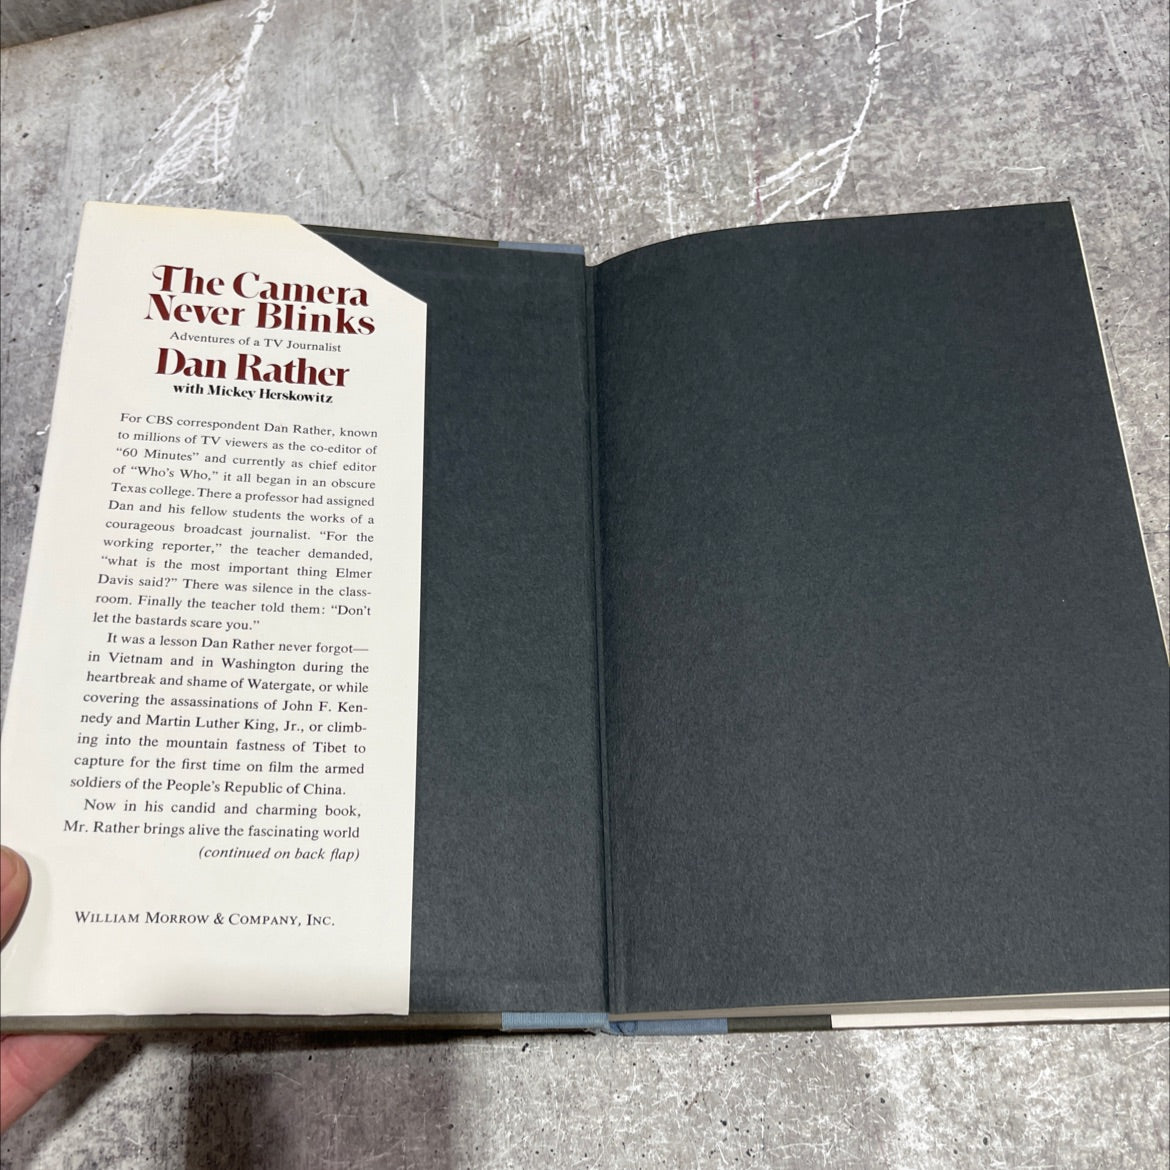 The Camera
Never Blinks
Adventures of a TV Journalist
Dan Rather
with Mickey Herskowitz
For CBS correspondent Dan Rather, known
to millions of TV viewers as the co-editor of
“60 Minutes” and currently as chief editor
of “Who’s Who,” it all began in an obscure
Texas college. There a professor had assigned
Dan and his fellow students the works of a
courageous broadcast journalist. “For the
working reporter,” the teacher demanded,
“what is the most important thing Elmer
Davis said?” There was silence in the class-
room. Finally the teacher told them: “Don’t
let the bastards scare you.”
It was a lesson Dan Rather never forgot—
in Vietnam and in Washington during the
heartbreak and shame of Watergate, or while
covering the assassinations of John F. Ken-
nedy and Martin Luther King, Jr., or climb-
ing into the mountain fastness of Tibet to
capture for the first time on film the armed
soldiers of the People’s Republic of China.
Now in his candid and charming book,
Mr. Rather brings alive the fascinating world
(continued on back flap)
WILLIAM MORROW & COMPANY, INC.